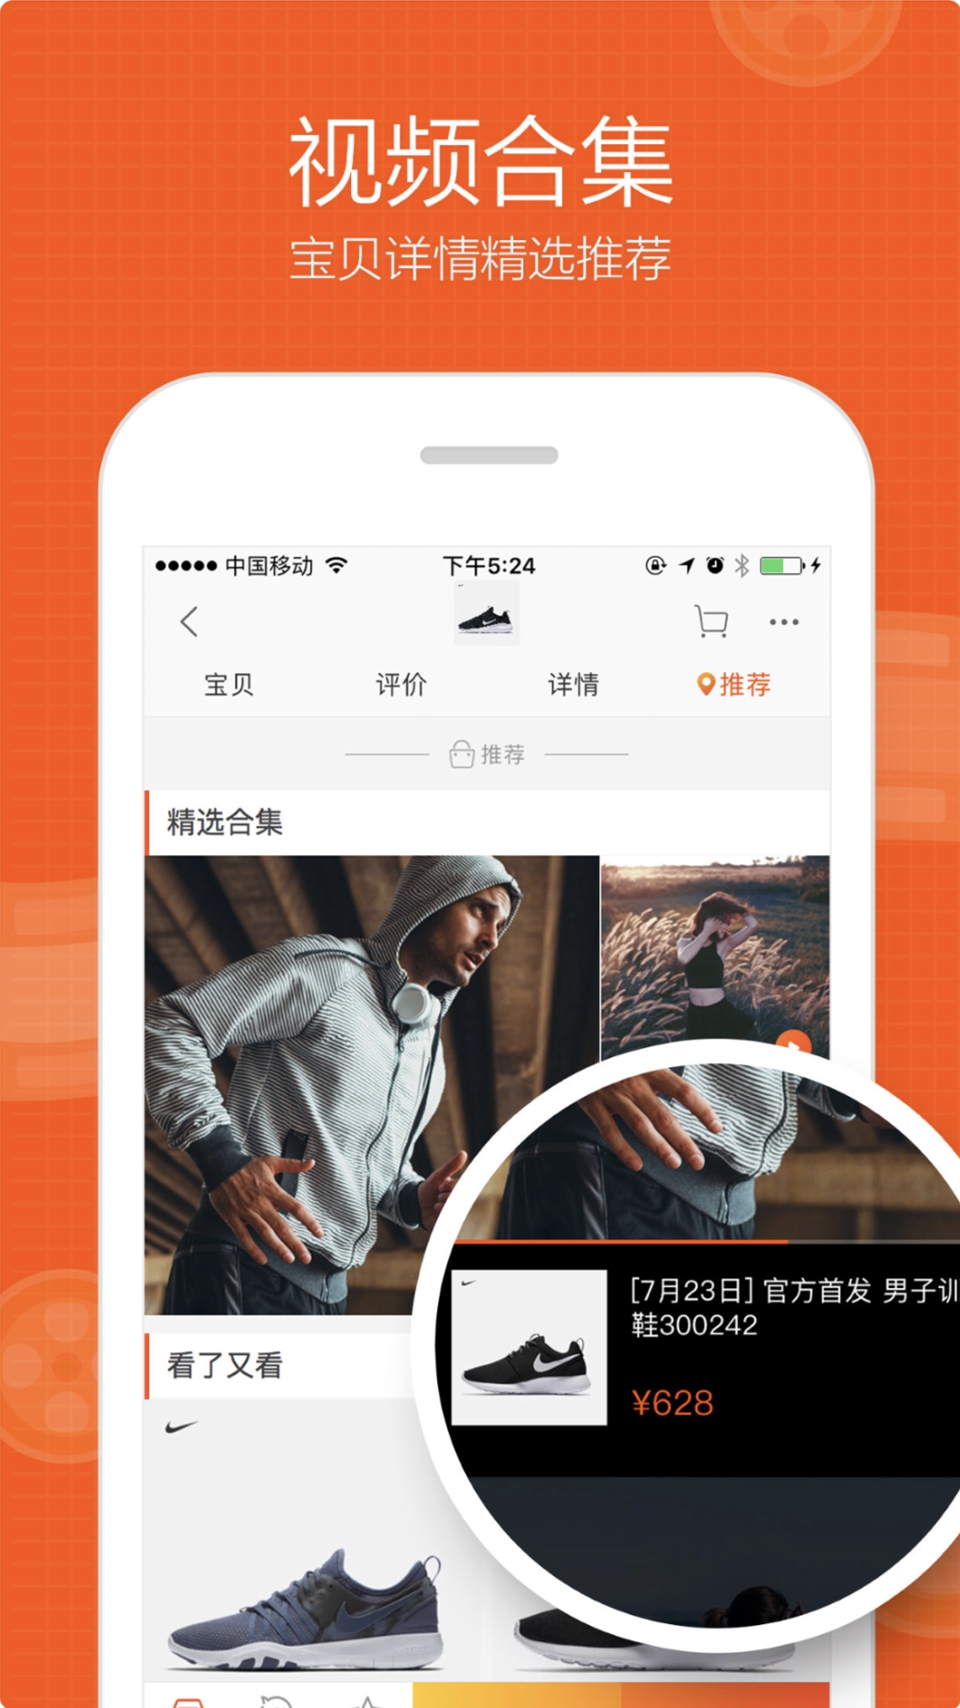 视频合集
宝贝详情精选推荐
中国移动 下午5:24
宝贝 评价 详情 推荐
推荐
精选合集
[7月23日] 官方首发 男子训
鞋300242
¥628
看了又看